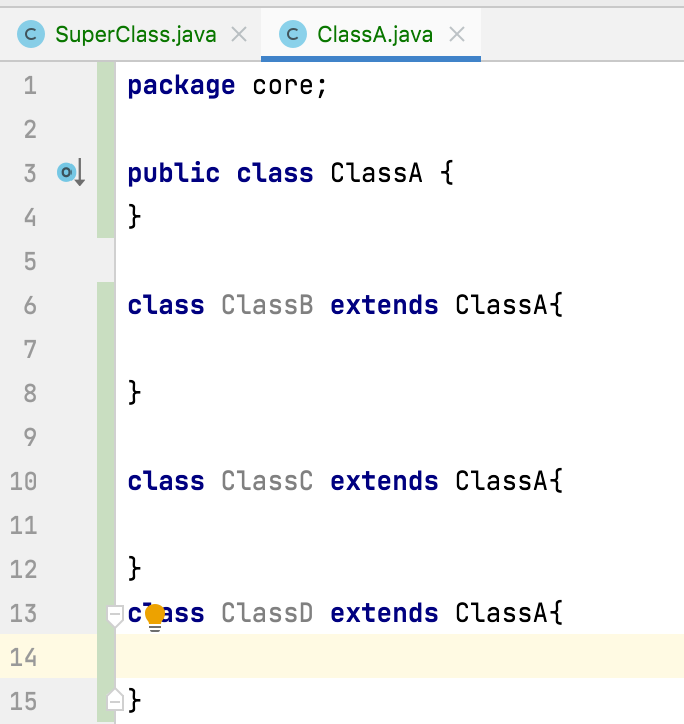 C SuperClass.java C ClassA.java
1 package core;
2
3 public class ClassA {
4 }
5
6 class ClassB extends ClassA{
7
8 }
9
10 class ClassC extends ClassA{
11
12 }
13 class ClassD extends ClassA{
14
15 }